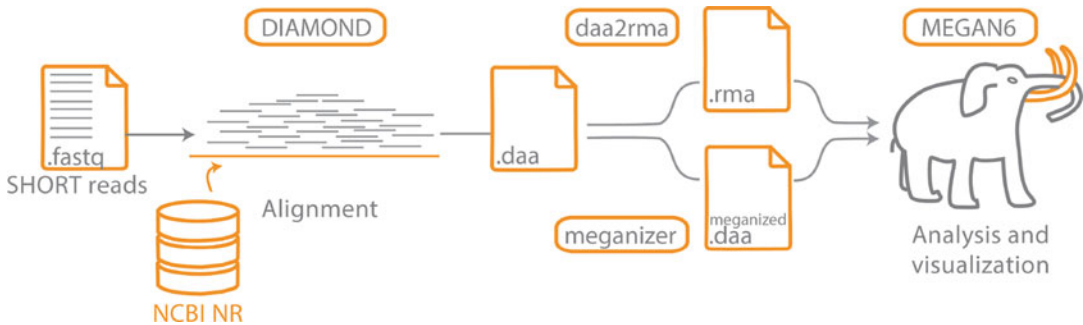 DIAMOND
daa2rma
MEGAN6
.fastq
SHORT reads
.daa
.rma
Alignment
meganizer
meganized
.daa
Analysis and
visualization
NCBI NR